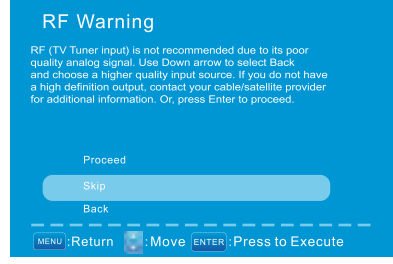 RF Warning
RF (TV Tuner input) is not recommended due to its poor
quality analog signal. Use Down arrow to select Back
and choose a higher quality input source. If you do not have
a high definition output, contact your cable/satellite provider
for additional information. Or, press Enter to proceed.
Proceed
Skip
Back
MENU :Return :Move ENTER :Press to Execute